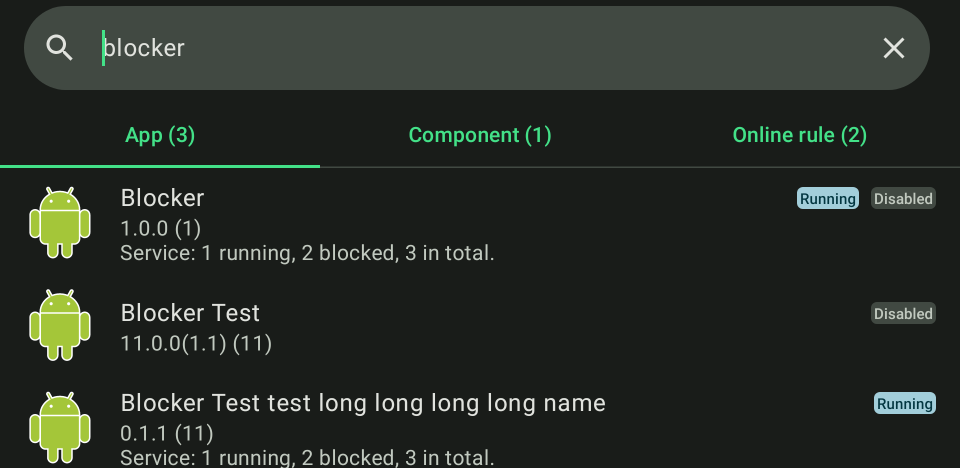 blocker
App (3) Component (1) Online rule (2)
Blocker Running Disabled
1.0.0 (1)
Service: 1 running, 2 blocked, 3 in total.
Blocker Test Disabled
11.0.0(1.1) (11)
Blocker Test test long long long long name Running
0.1.1 (11)
Service: 1 running, 2 blocked, 3 in total.